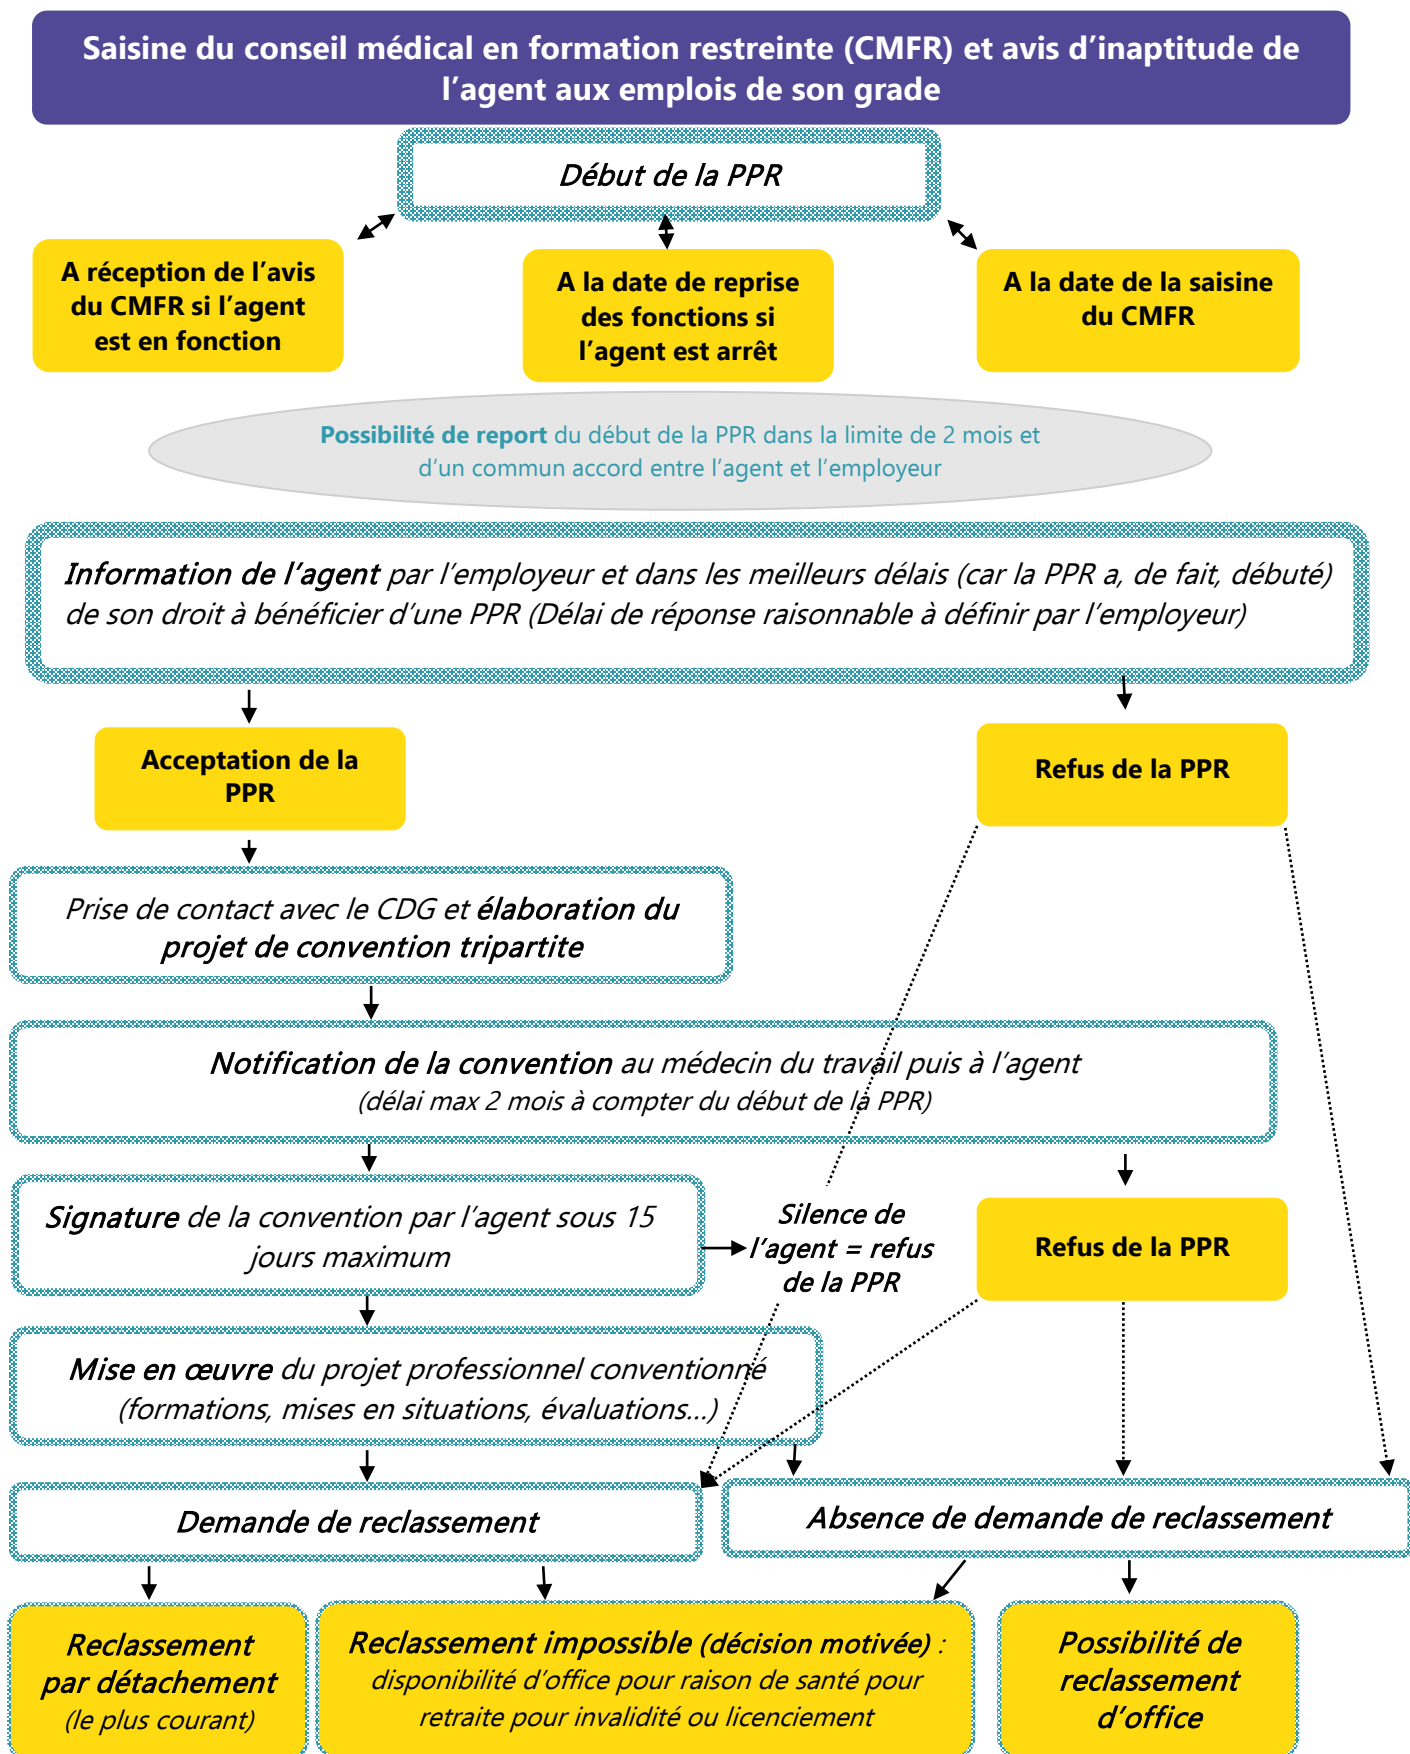 Saisine du conseil médical en formation restreinte (CMFR) et avis d’inaptitude de
l’agent aux emplois de son grade
Début de la PPR
A réception de l’avis
du CMFR si l’agent
est en fonction
A la date de reprise
des fonctions si
l’agent est arrêt
A la date de la saisine
du CMFR
Possibilité de report du début de la PPR dans la limite de 2 mois et
d’un commun accord entre l’agent et l’employeur
Information de l’agent par l’employeur et dans les meilleurs délais (car la PPR a, de fait, débuté)
de son droit à bénéficier d’une PPR (Délai de réponse raisonnable à définir par l’employeur)
Acceptation de la
PPR
Refus de la PPR
Prise de contact avec le CDG et élaboration du
projet de convention tripartite
Notification de la convention au médecin du travail puis à l’agent
(délai max 2 mois à compter du début de la PPR)
Signature de la convention par l’agent sous 15
jours maximum
Silence de
l’agent = refus
de la PPR
Refus de la PPR
Mise en œuvre du projet professionnel conventionné
(formations, mises en situations, évaluations…)
Demande de reclassement
Absence de demande de reclassement
Reclassement
par détachement
(le plus courant)
Reclassement impossible (décision motivée) :
disponibilité d’office pour raison de santé pour
retraite pour invalidité ou licenciement
Possibilité de
reclassement
d’office